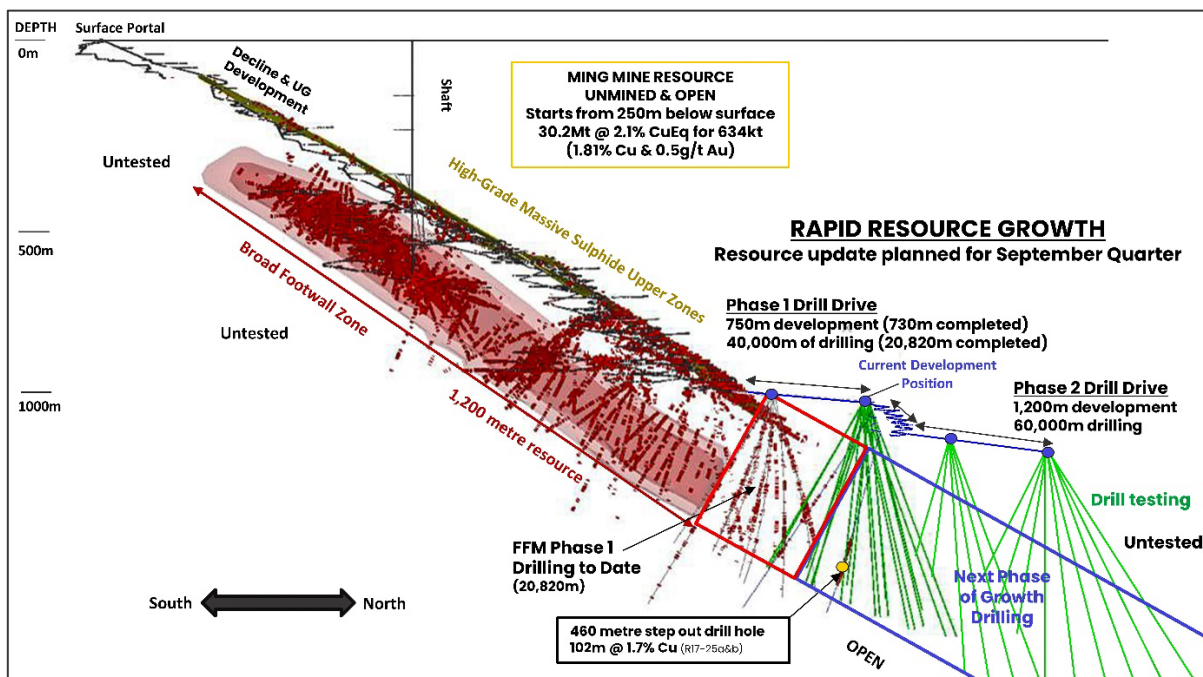 DEPTH
Surface Portal
0m
Decline & UG
Development
Shaft
MING MINE RESOURCE
UNMINED & OPEN
Starts from 250m below surface
30.2Mt @ 2.1% CuEq for 634kt
(1.81% Cu & 0.5g/t Au)
Untested
High-Grade Massive Sulphide Upper Zones
RAPID RESOURCE GROWTH
Resource update planned for September Quarter
500m
Broad Footwall Zone
Untested
Phase 1 Drill Drive
750m development (730m completed)
40,000m of drilling (20,820m completed)
Current Development
Position
Phase 2 Drill Drive
1,200m development
60,000m drilling
1000m
1,200 metre resource
Drill testing
Untested
FFM Phase 1
Drilling to Date
(20,820m)
Next Phase
of Growth
Drilling
South
North
460 metre step out drill hole
102m @ 1.7% Cu (R17-25a&b)
OPEN